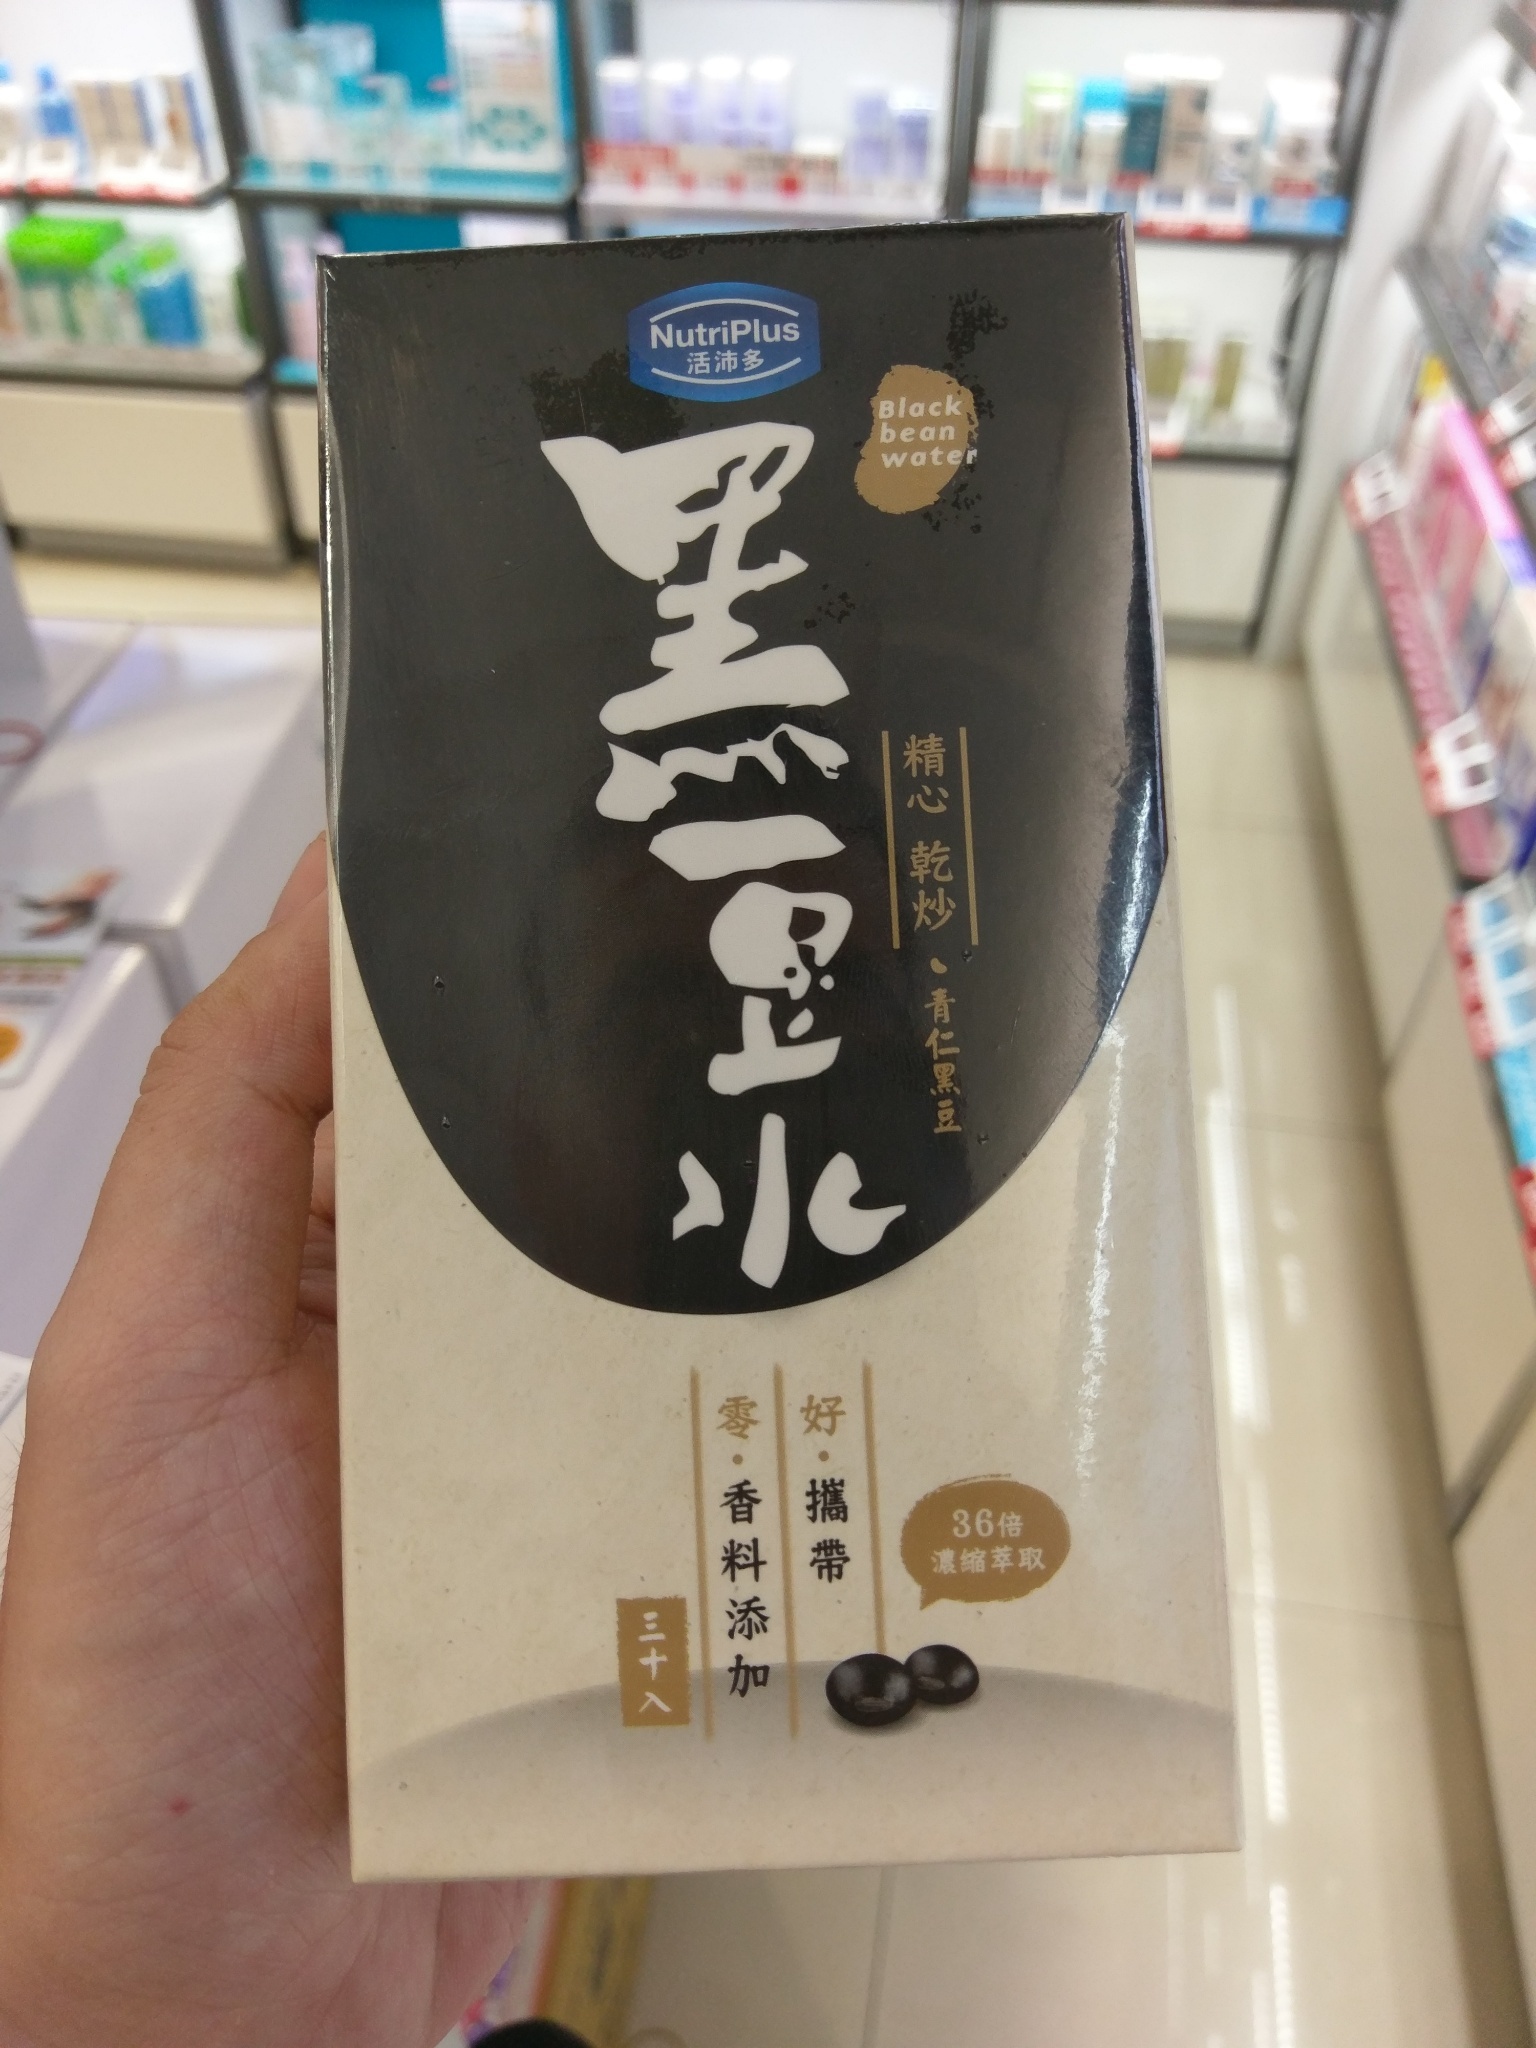 NutriPlus
活沛多
Black
bean
water
黑豆水
精心 乾炒
青仁黑豆
好·攜帶
零·香料添加
三十入
36倍
濃縮萃取